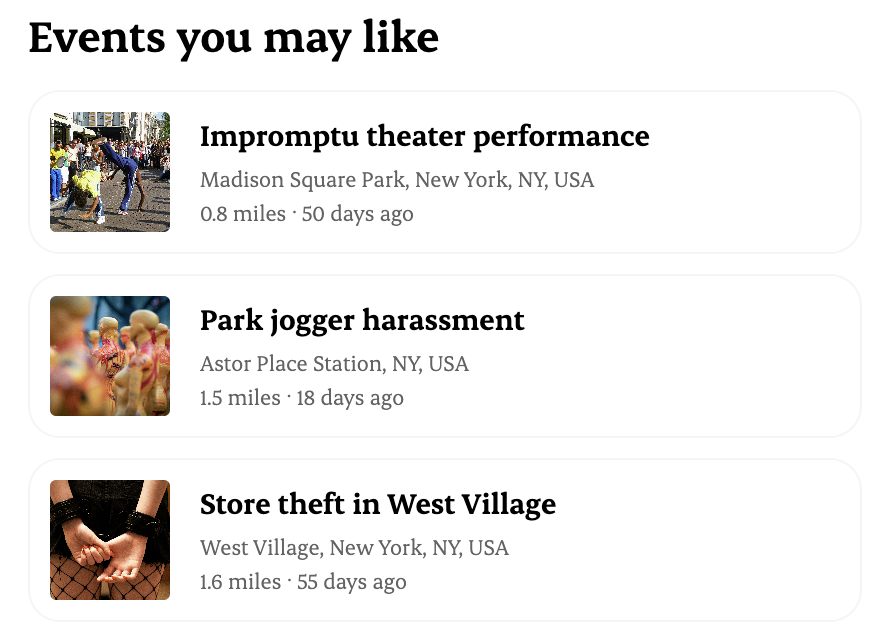 Events you may like
Impromptu theater performance
Madison Square Park, New York, NY, USA
0.8 miles · 50 days ago
Park jogger harassment
Astor Place Station, NY, USA
1.5 miles · 18 days ago
Store theft in West Village
West Village, New York, NY, USA
1.6 miles · 55 days ago